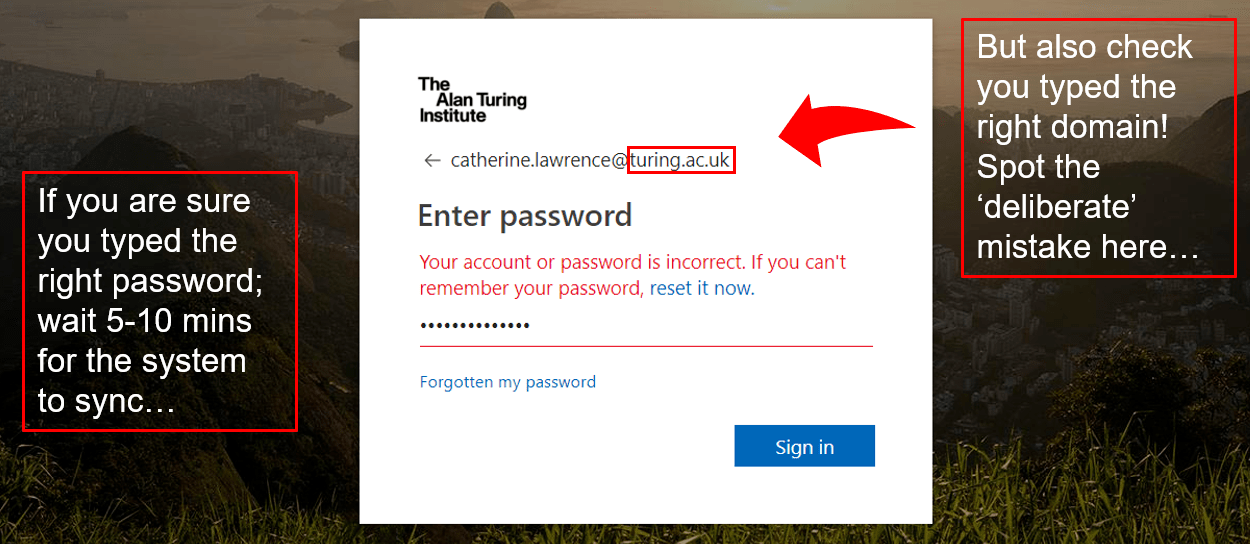 If you are sure
you typed the
right password;
wait 5-10 mins
for the system
to sync…
The
Alan Turing
Institute
← catherine.lawrence@turing.ac.uk
Enter password
Your account or password is incorrect. If you can't
remember your password, reset it now.
••••••••••••••
Forgotten my password
Sign in
But also check
you typed the
right domain!
Spot the
‘deliberate’
mistake here…